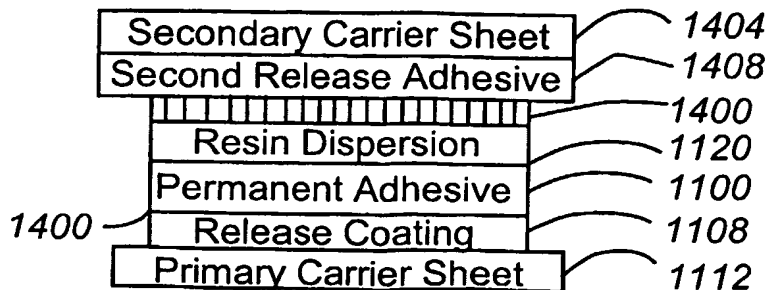 Secondary Carrier Sheet 1404
Second Release Adhesive 1408
1400
Resin Dispersion 1120
Permanent Adhesive 1100
1400 Release Coating 1108
Primary Carrier Sheet 1112